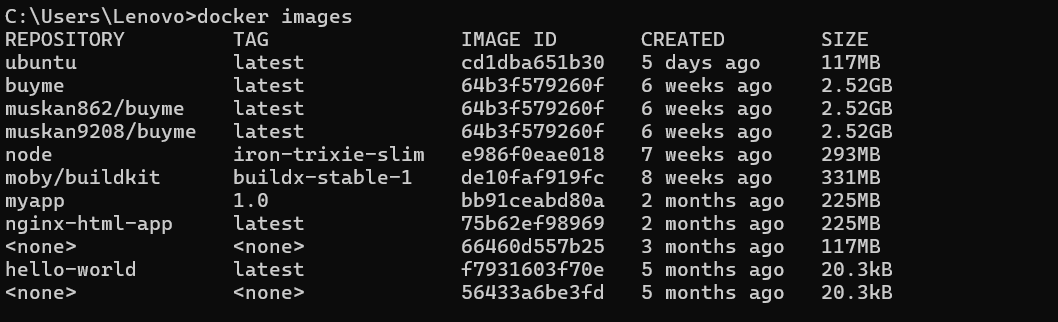 C:\Users\Lenovo>docker images
REPOSITORY TAG IMAGE ID CREATED SIZE
ubuntu latest cd1dba651b30 5 days ago 117MB
buyme latest 64b3f579260f 6 weeks ago 2.52GB
muskan862/buyme latest 64b3f579260f 6 weeks ago 2.52GB
muskan9208/buyme latest 64b3f579260f 6 weeks ago 2.52GB
node iron-trixie-slim e986f0eae018 7 weeks ago 293MB
moby/buildkit buildx-stable-1 de10faf919fc 8 weeks ago 331MB
myapp 1.0 bb91ceabd80a 2 months ago 225MB
nginx-html-app latest 75b62ef98969 2 months ago 225MB
<none> <none> 66460d557b25 3 months ago 117MB
hello-world latest f7931603f70e 5 months ago 20.3kB
<none> <none> 56433a6be3fd 5 months ago 20.3kB